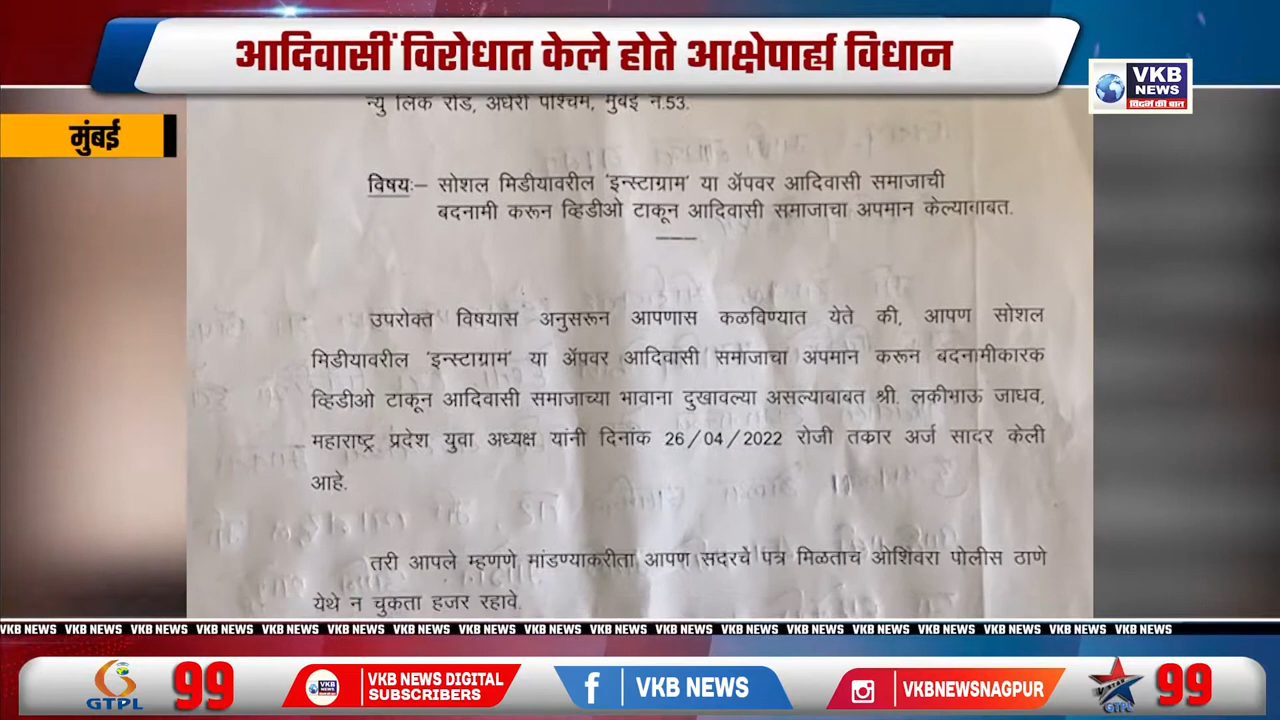 आदिवासीं विरोधात केले होते आक्षेपार्ह्य विधान
VKB
NEWS
विदर्भ की बात
मुंबई
न्यु लिंक रोड, अंधेरी पश्चिम, मुंबई नं.53.
विषयः– सोशल मिडीयावरील 'इन्स्टाग्राम' या ॲपवर आदिवासी समाजाची
बदनामी करून व्हिडीओ टाकून आदिवासी समाजाचा अपमान केल्याबाबत.
उपरोक्त विषयास अनुसरून आपणास कळविण्यात येते की, आपण सोशल
मिडीयावरील 'इन्स्टाग्राम' या ॲपवर आदिवासी समाजाचा अपमान करून बदनामीकारक
व्हिडीओ टाकून आदिवासी समाजाच्या भावाना दुखावल्या असल्याबाबत श्री. लकीभाऊ जाधव,
महाराष्ट्र प्रदेश युवा अध्यक्ष यांनी दिनांक 26/04/2022 रोजी तकार अर्ज सादर केली
आहे.
तरी आपले म्हणणे मांडण्याकरीता आपण सदरचे पत्र मिळताच ओशिवरा पोलीस ठाणे
येथे न चुकता हजर रहावे.
VKB NEWS VKB NEWS VKB NEWS VKB NEWS VKB NEWS VKB NEWS VKB NEWS VKB NEWS VKB NEWS VKB NEWS VKB NEWS VKB NEWS VKB NEWS VKB NEWS VKB NEWS VKB NEWS VKB NEWS VKB NEWS
GTPL 99 VKB NEWS DIGITAL SUBSCRIBERS VKB NEWS VKBNEWSNAGPUR V STAR GTPL 99